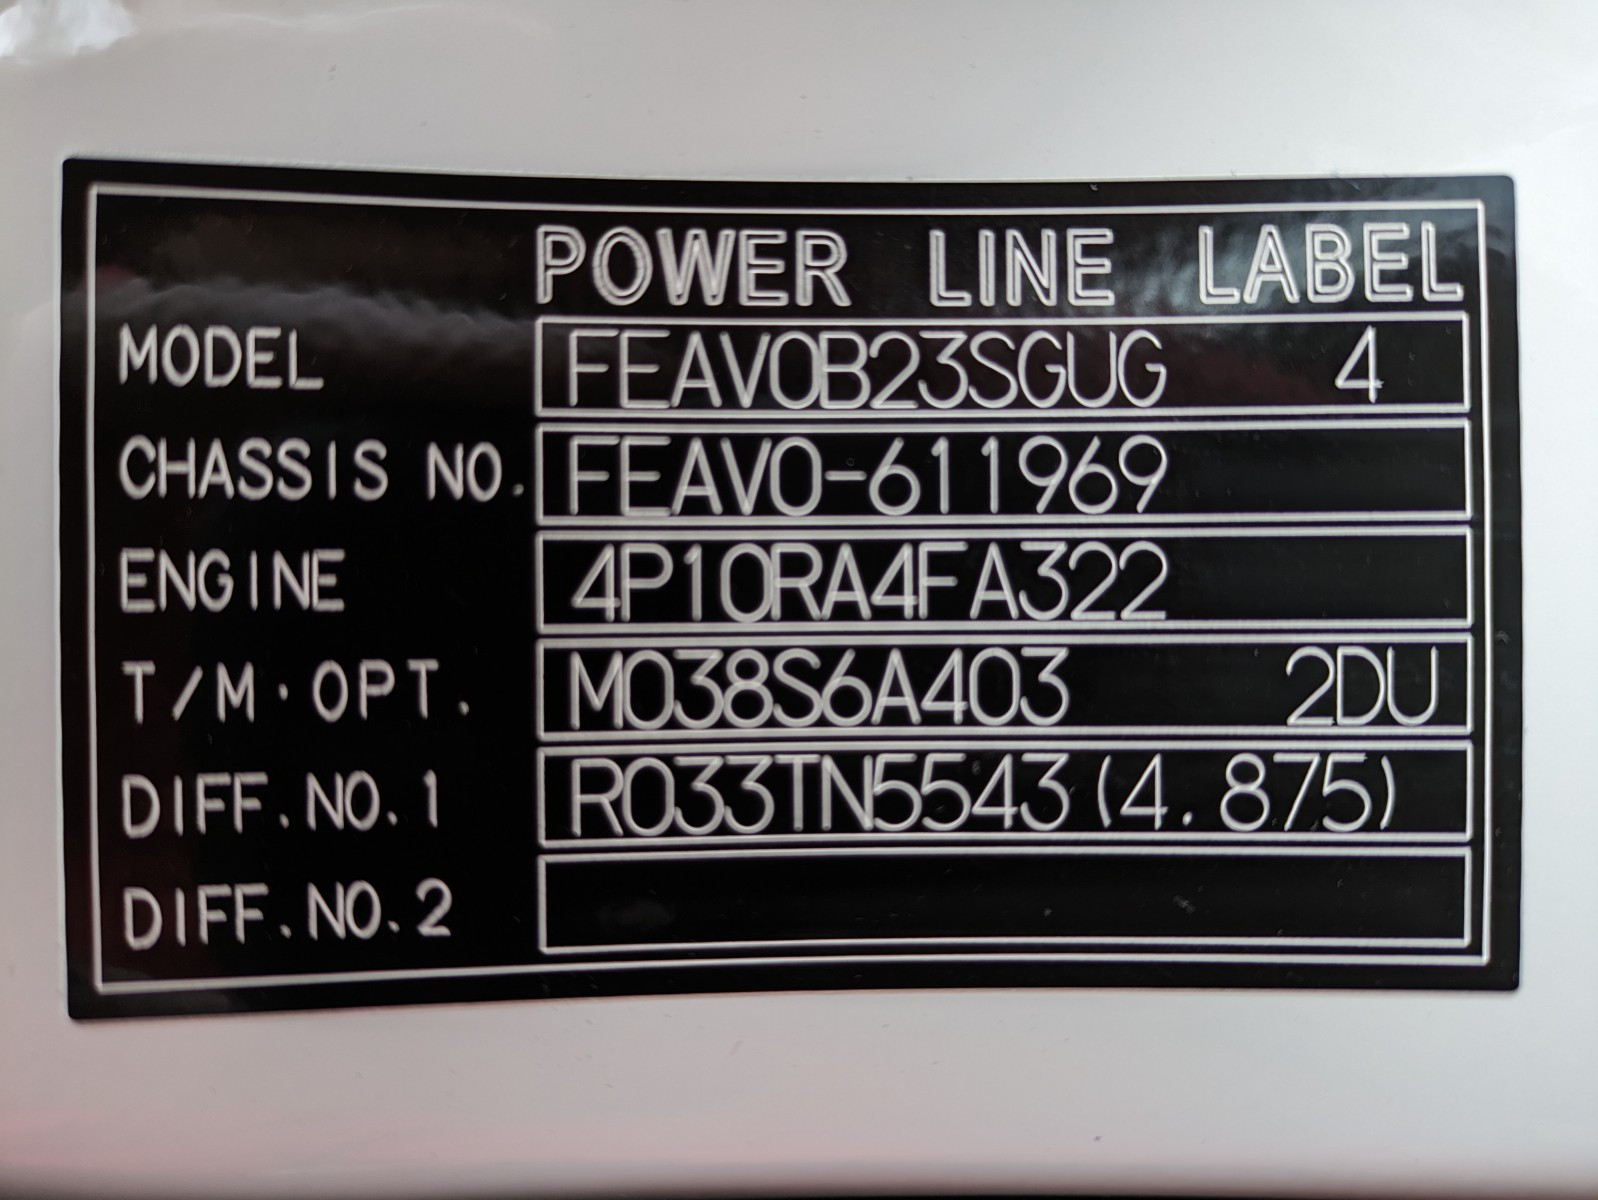 POWER LINE LABEL
MODEL FEAV0B23SGUG 4
CHASSIS NO. FEAV0-611969
ENGINE 4P10RA4FA322
T/M·OPT. M038S6A403 2DU
DIFF.NO.1 R033TN5543(4.875)
DIFF.NO.2